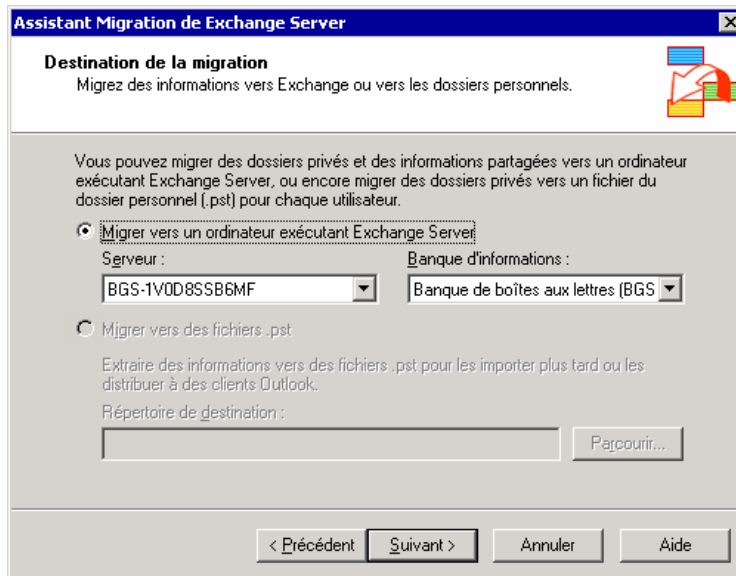 Assistant Migration de Exchange Server
Destination de la migration
Migrez des informations vers Exchange ou vers les dossiers personnels.
Vous pouvez migrer des dossiers privés et des informations partagées vers un ordinateur
exécutant Exchange Server, ou encore migrer des dossiers privés vers un fichier du
dossier personnel (.pst) pour chaque utilisateur.
Migrer vers un ordinateur exécutant Exchange Server
Serveur : Banque d'informations :
BGS-1V0D8SSB6MF Banque de boîtes aux lettres (BGS
Migrer vers des fichiers .pst
Extraire des informations vers des fichiers .pst pour les importer plus tard ou les
distribuer à des clients Outlook.
Répertoire de destination :
Parcourir...
< Précédent Suivant > Annuler Aide